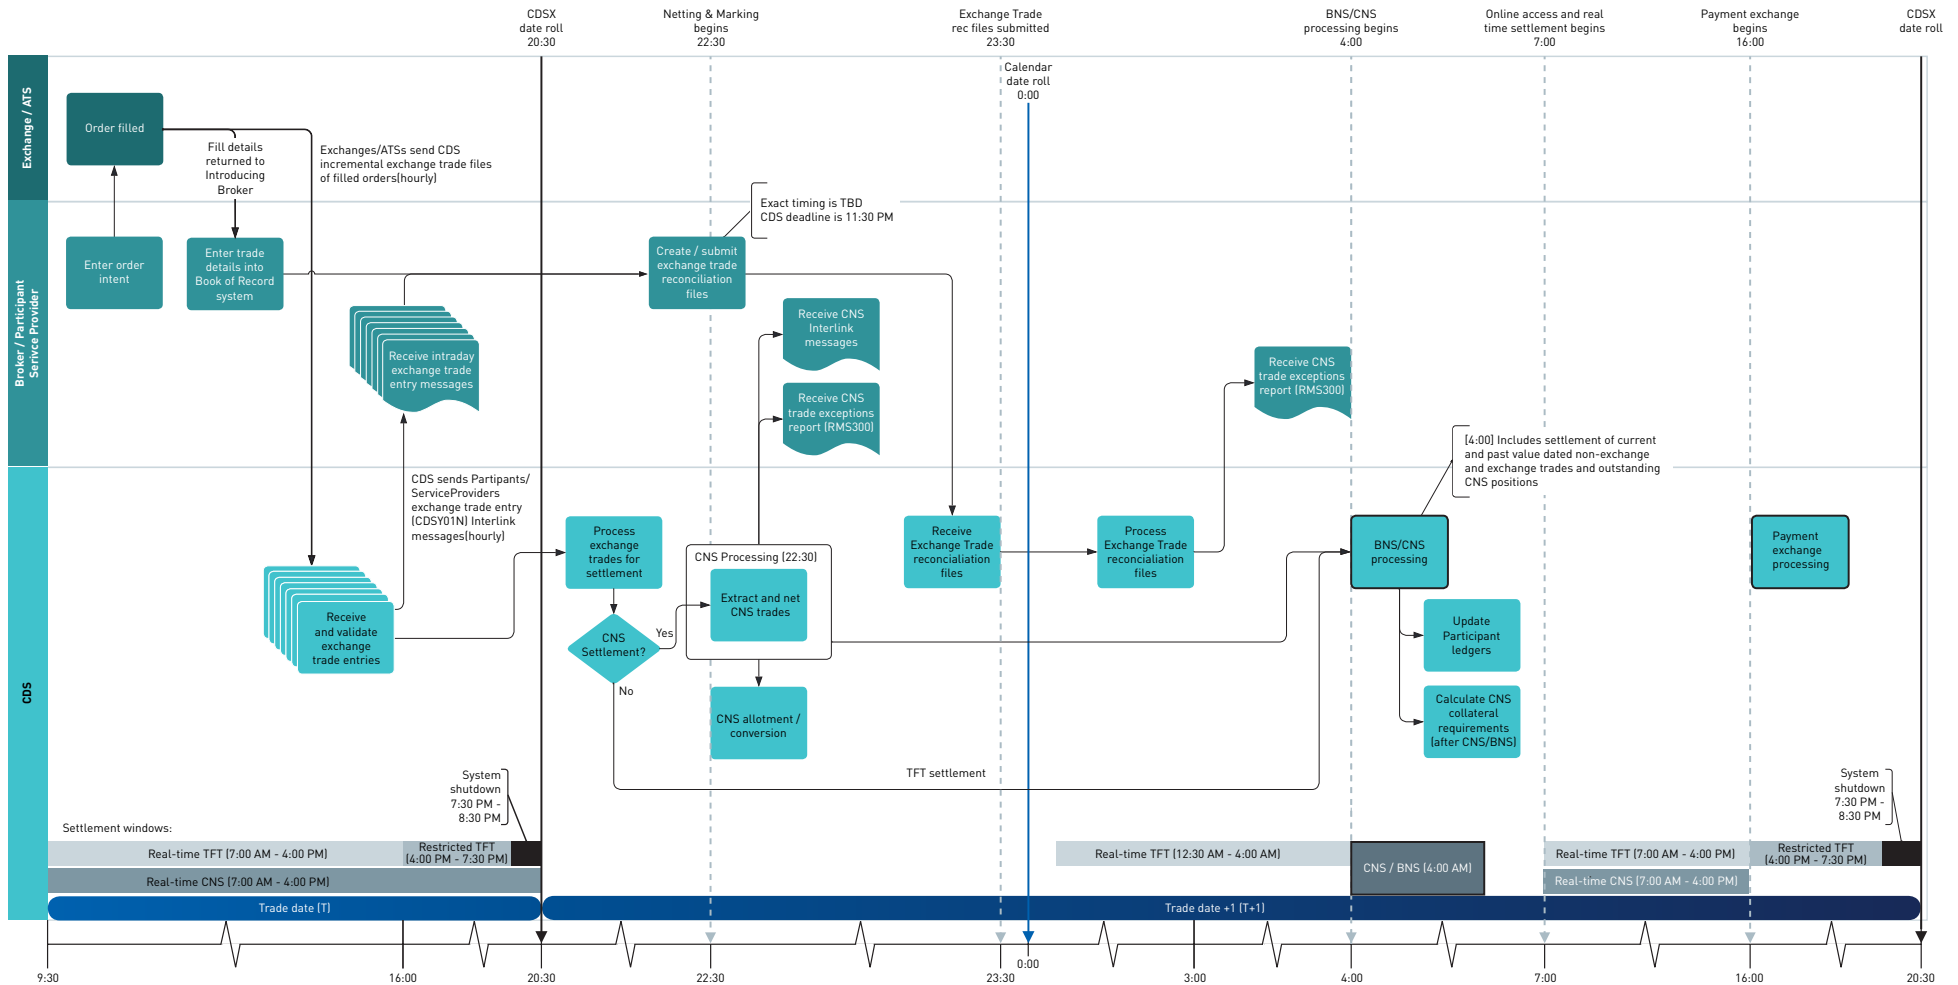 CDSX
date roll
20:30
Netting & Marking
begins
22:30
Exchange Trade
rec files submitted
23:30
BNS/CNS
processing begins
4:00
Online access and real
time settlement begins
7:00
Payment exchange
begins
16:00
CDSX
date roll
20:30
Calendar
date roll
0:00
Exchange / ATS
Order filled
Fill details
returned to
Introducing
Broker
Exchanges/ATSs send CDS
incremental exchange trade files
of filled orders(hourly)
Broker / Participant
Serivce Provider
Exact timing is TBD
CDS deadline is 11:30 PM
Enter order
intent
Enter trade
details into
Book of Record
system
Create / submit
exchange trade
reconciliation
files
Receive intraday
exchange trade
entry messages
Receive CNS
Interlink
messages
Receive CNS
trade exceptions
report (RMS300)
Receive CNS
trade exceptions
report (RMS300)
[4:00] Includes settlement of current
and past value dated non-exchange
and exchange trades and outstanding
CNS positions
CDS
CDS sends Partipants/
ServiceProviders
exchange trade entry
(CDSY01N) Interlink
messages(hourly)
Process
exchange
trades for
settlement
CNS Processing (22:30)
Extract and net
CNS trades
Receive
Exchange Trade
reconcialiation
files
Process
Exchange Trade
reconcialiation
files
BNS/CNS
processing
Payment
exchange
processing
Receive
and validate
exchange
trade entries
CNS
Settlement?
Yes
No
Update
Participant
ledgers
CNS allotment /
conversion
Calculate CNS
collateral
requirements
(after CNS/BNS)
TFT settlement
System
shutdown
7:30 PM -
8:30 PM
System
shutdown
7:30 PM -
8:30 PM
Settlement windows:
Real-time TFT (7:00 AM - 4:00 PM)
Restricted TFT
(4:00 PM - 7:30 PM)
Real-time TFT (12:30 AM - 4:00 AM)
CNS / BNS (4:00 AM)
Real-time TFT (7:00 AM - 4:00 PM)
Restricted TFT
(4:00 PM - 7:30 PM)
Real-time CNS (7:00 AM - 4:00 PM)
Real-time CNS (7:00 AM - 4:00 PM)
Trade date (T)
Trade date +1 (T+1)
9:30
16:00
20:30
22:30
23:30
0:00
3:00
4:00
7:00
16:00
20:30